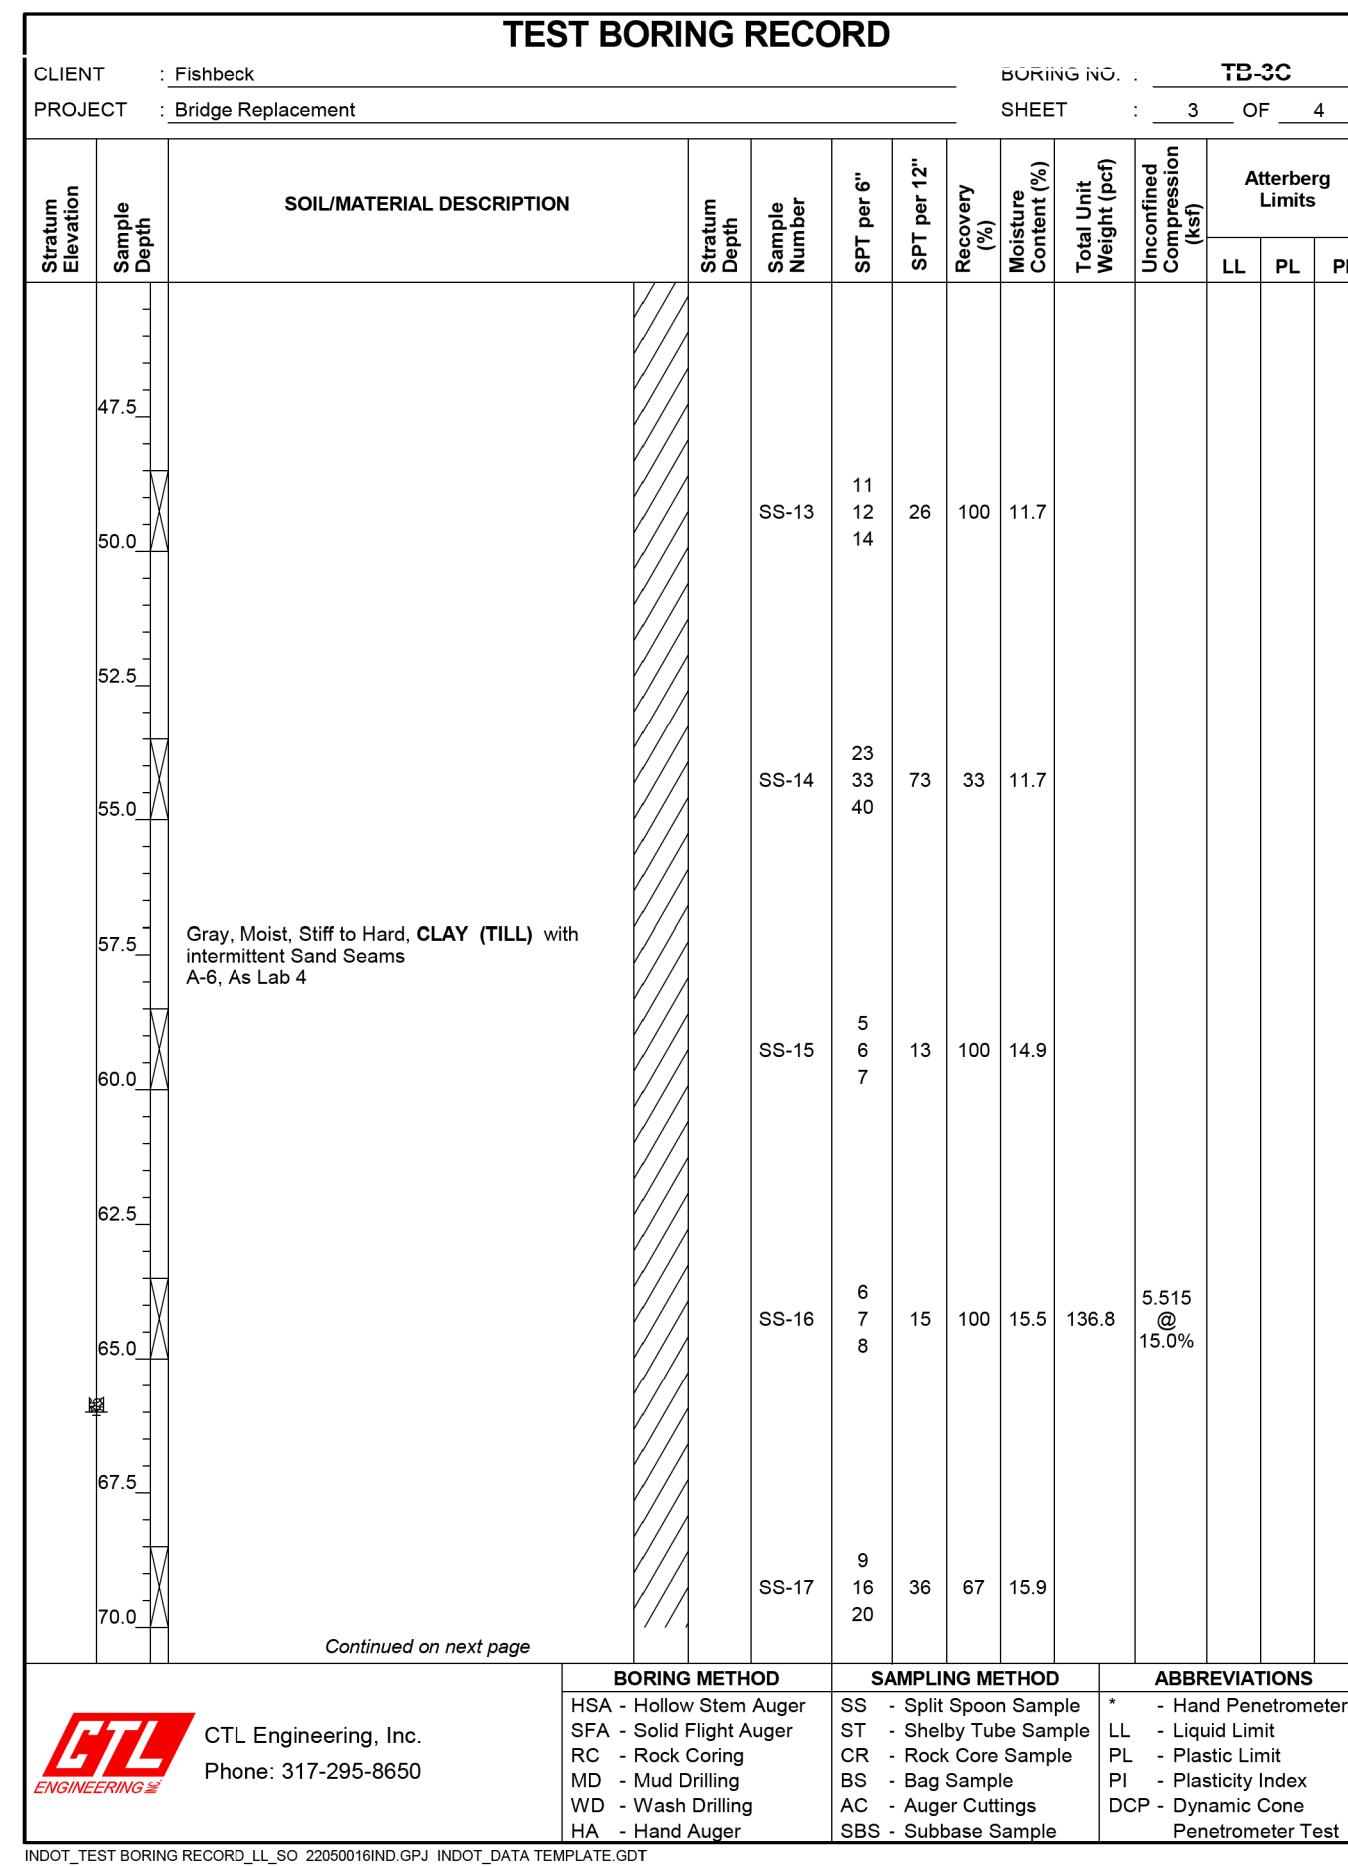 TEST BORING RECORD
CLIENT : Fishbeck BORING NO. : TB-3C
PROJECT : Bridge Replacement SHEET : 3 OF 4
Stratum Elevation
Sample Depth
SOIL/MATERIAL DESCRIPTION
Stratum Depth
Sample Number
SPT per 6"
SPT per 12"
Recovery (%)
Moisture Content (%)
Total Unit Weight (pcf)
Unconfined Compression (ksf)
Atterberg
Limits
LL PL
47.5
11
SS-13 12 26 100 11.7
14
50.0
52.5
23
SS-14 33 73 33 11.7
40
55.0
57.5
Gray, Moist, Stiff to Hard, CLAY (TILL) with
intermittent Sand Seams
A-6, As Lab 4
5
SS-15 6 13 100 14.9
7
60.0
62.5
6
SS-16 7 15 100 15.5 136.8 5.515 @ 15.0%
8
65.0
67.5
9
SS-17 16 36 67 15.9
20
70.0
Continued on next page
BORING METHOD SAMPLING METHOD ABBREVIATIONS
HSA - Hollow Stem Auger SS - Split Spoon Sample * - Hand Penetrometer
SFA - Solid Flight Auger ST - Shelby Tube Sample LL - Liquid Limit
RC - Rock Coring CR - Rock Core Sample PL - Plastic Limit
MD - Mud Drilling BS - Bag Sample PI - Plasticity Index
WD - Wash Drilling AC - Auger Cuttings DCP - Dynamic Cone
HA - Hand Auger SBS - Subbase Sample Penetrometer Test
CTL
ENGINEERING
CTL Engineering, Inc.
Phone: 317-295-8650
INDOT_TEST BORING RECORD_LL_SO 22050016IND.GPJ INDOT_DATA TEMPLATE.GDT